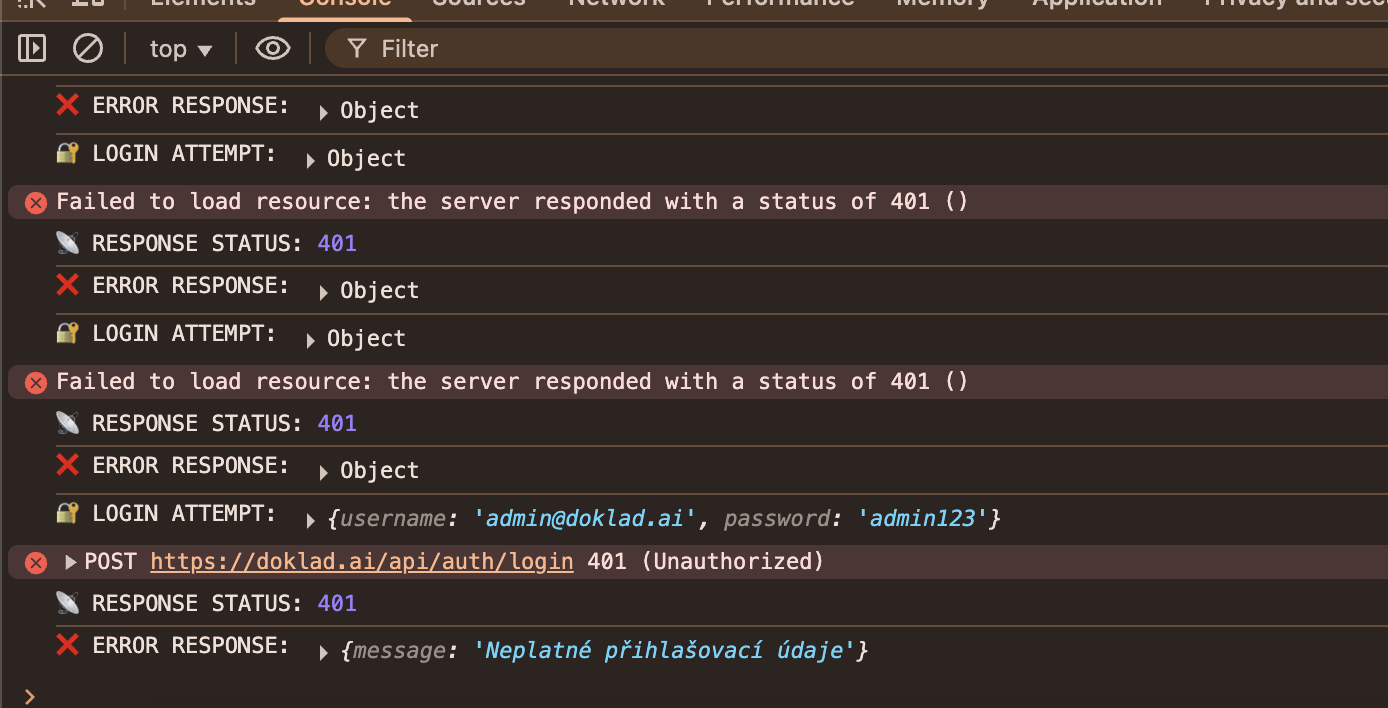 Elements Console Sources Network Performance Memory Application Privacy and sec
top Filter
ERROR RESPONSE: Object
LOGIN ATTEMPT: Object
Failed to load resource: the server responded with a status of 401 ()
RESPONSE STATUS: 401
ERROR RESPONSE: Object
LOGIN ATTEMPT: Object
Failed to load resource: the server responded with a status of 401 ()
RESPONSE STATUS: 401
ERROR RESPONSE: Object
LOGIN ATTEMPT: {username: 'admin@doklad.ai', password: 'admin123'}
POST https://doklad.ai/api/auth/login 401 (Unauthorized)
RESPONSE STATUS: 401
ERROR RESPONSE: {message: 'Neplatné přihlašovací údaje'}